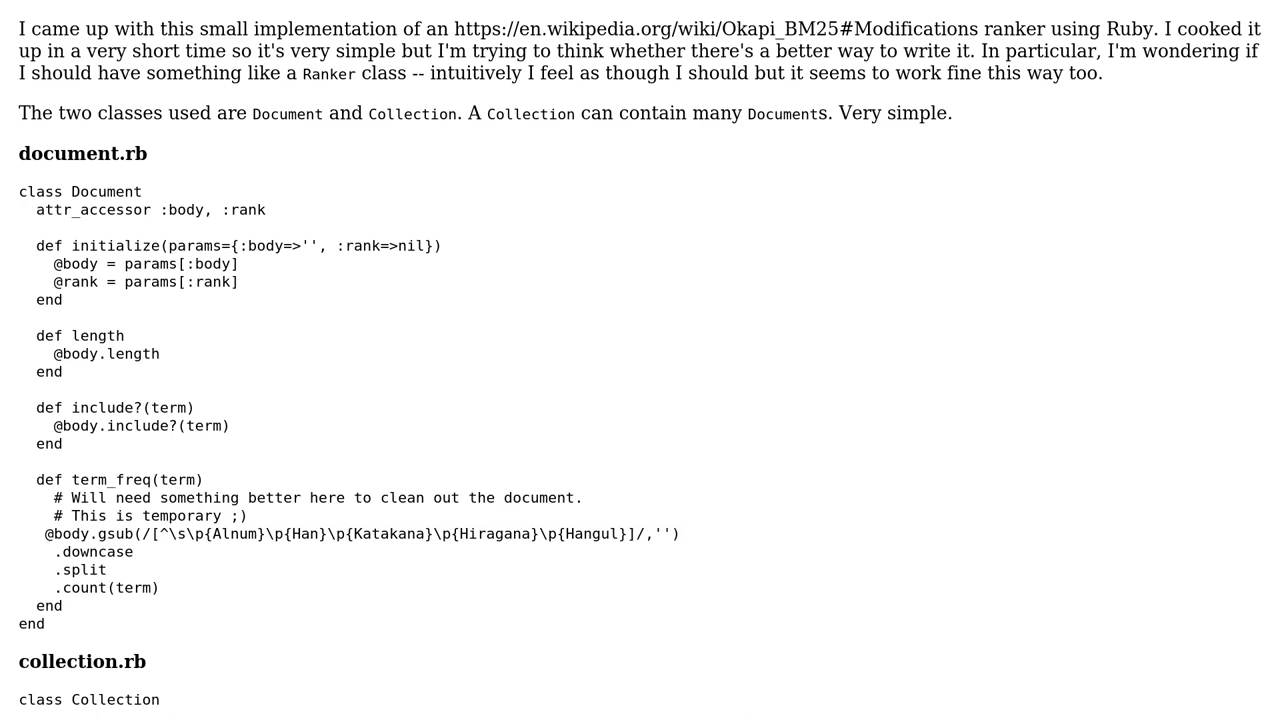 I came up with this small implementation of an https://en.wikipedia.org/wiki/Okapi_BM25#Modifications ranker using Ruby. I cooked it
up in a very short time so it's very simple but I'm trying to think whether there's a better way to write it. In particular, I'm wondering if
I should have something like a Ranker class -- intuitively I feel as though I should but it seems to work fine this way too.
The two classes used are Document and Collection. A Collection can contain many Documents. Very simple.
document.rb
class Document
  attr_accessor :body, :rank
  def initialize(params={:body=>'', :rank=>nil})
    @body = params[:body]
    @rank = params[:rank]
  end
  def length
    @body.length
  end
  def include?(term)
    @body.include?(term)
  end
  def term_freq(term)
    # Will need something better here to clean out the document.
    # This is temporary ;)
   @body.gsub(/[^\s\p{Alnum}\p{Han}\p{Katakana}\p{Hiragana}\p{Hangul}]/,'')
    .downcase
    .split
    .count(term)
  end
end
collection.rb
class Collection